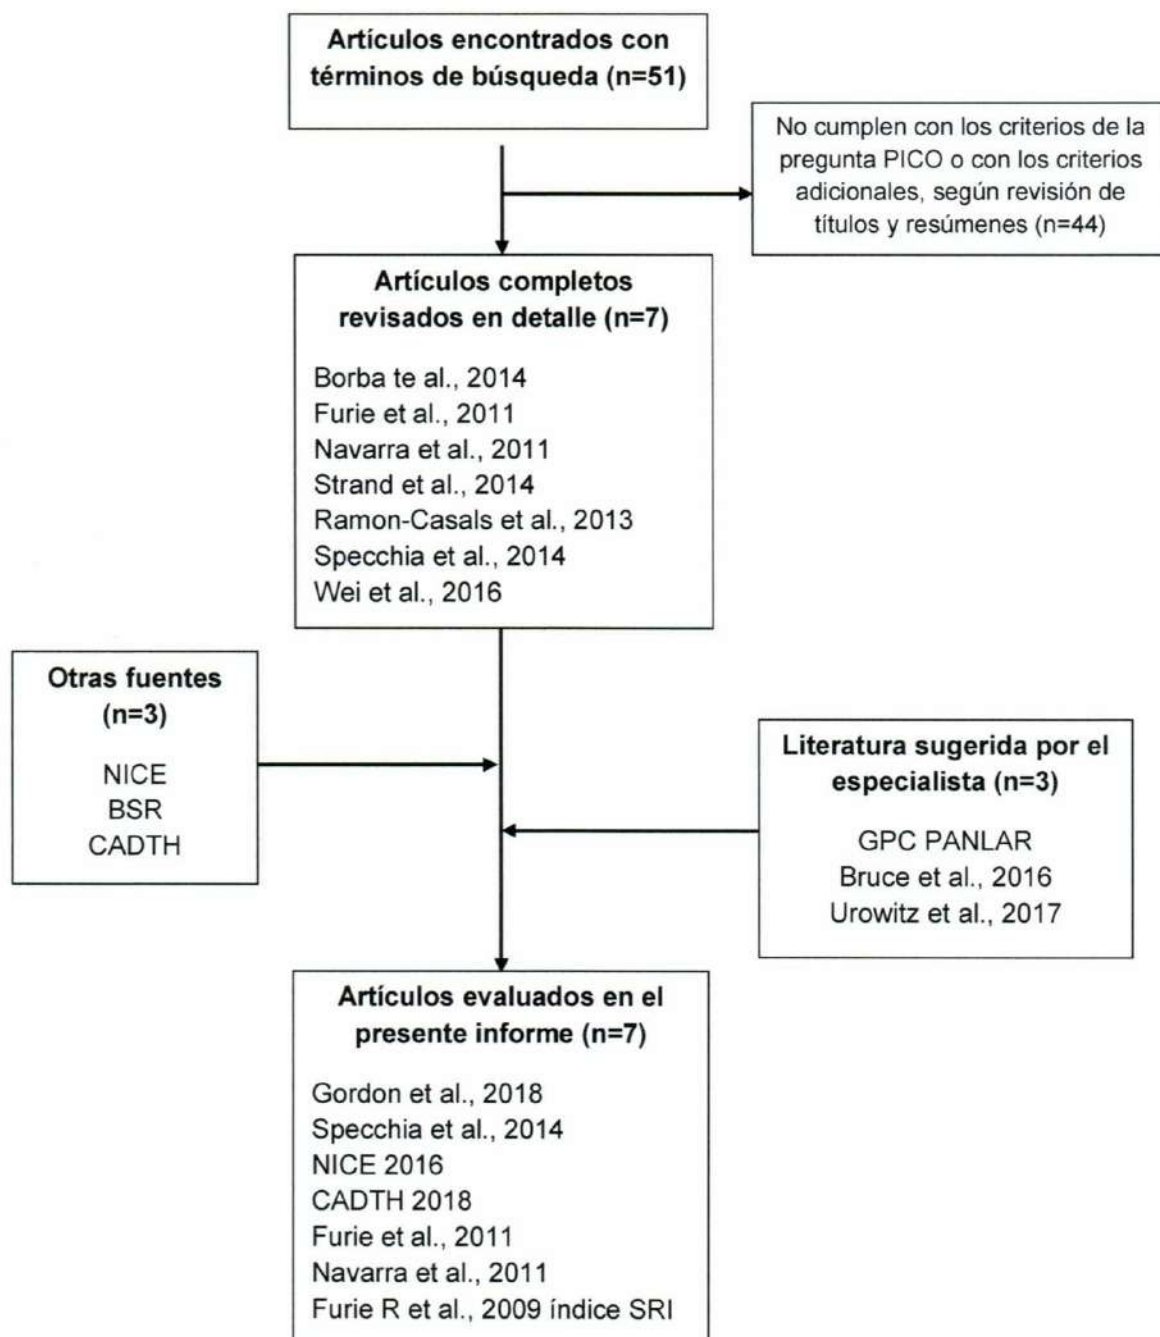 Artículos encontrados con
términos de búsqueda (n=51)
No cumplen con los criterios de la
pregunta PICO o con los criterios
adicionales, según revisión de
títulos y resúmenes (n=44)
Artículos completos
revisados en detalle (n=7)
Borba te al., 2014
Furie et al., 2011
Navarra et al., 2011
Strand et al., 2014
Ramon-Casals et al., 2013
Specchia et al., 2014
Wei et al., 2016
Otras fuentes
(n=3)
NICE
BSR
CADTH
Literatura sugerida por el
especialista (n=3)
GPC PANLAR
Bruce et al., 2016
Urowitz et al., 2017
Artículos evaluados en el
presente informe (n=7)
Gordon et al., 2018
Specchia et al., 2014
NICE 2016
CADTH 2018
Furie et al., 2011
Navarra et al., 2011
Furie R et al., 2009 índice SRI